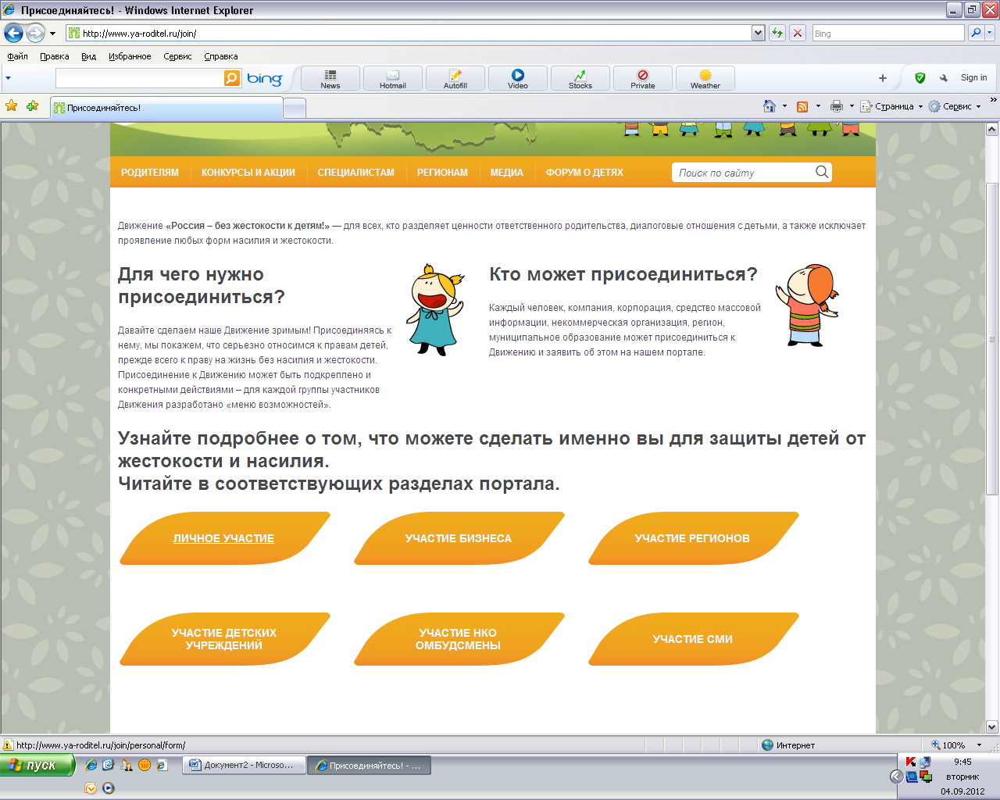 Присоединяйтесь! - Windows Internet Explorer
http://www.ya-roditel.ru/join/
Bing
Файл Правка Вид Избранное Сервис Справка
bing
News Hotmail Autofill Video Stocks Private Weather
Sign in
Присоединяйтесь!
Страница Сервис
РОДИТЕЛЯМ КОНКУРСЫ И АКЦИИ СПЕЦИАЛИСТАМ РЕГИОНАМ МЕДИА ФОРУМ О ДЕТЯХ Поиск по сайту
Движение «Россия – без жестокости к детям!» — для всех, кто разделяет ценности ответственного родительства, диалоговые отношения с детьми, а также исключает
проявление любых форм насилия и жестокости.
Для чего нужно
присоединиться?
Давайте сделаем наше Движение зримым! Присоединяясь к
нему, мы покажем, что серьезно относимся к правам детей,
прежде всего к праву на жизнь без насилия и жестокости.
Присоединение к Движению может быть подкреплено и
конкретными действиями – для каждой группы участников
Движения разработано «меню возможностей».
Кто может присоединиться?
Каждый человек, компания, корпорация, средство массовой
информации, некоммерческая организация, регион,
муниципальное образование может присоединиться к
Движению и заявить об этом на нашем портале.
Узнайте подробнее о том, что можете сделать именно вы для защиты детей от
жестокости и насилия.
Читайте в соответствующих разделах портала.
ЛИЧНОЕ УЧАСТИЕ
УЧАСТИЕ БИЗНЕСА
УЧАСТИЕ РЕГИОНОВ
УЧАСТИЕ ДЕТСКИХ
УЧРЕЖДЕНИЙ
УЧАСТИЕ НКО
ОМБУДСМЕНЫ
УЧАСТИЕ СМИ
http://www.ya-roditel.ru/join/personal/form/
Интернет
100%
пуск
Документ2 - Microso...
Присоединяйтесь! - ...
9:45
вторник
04.09.2012